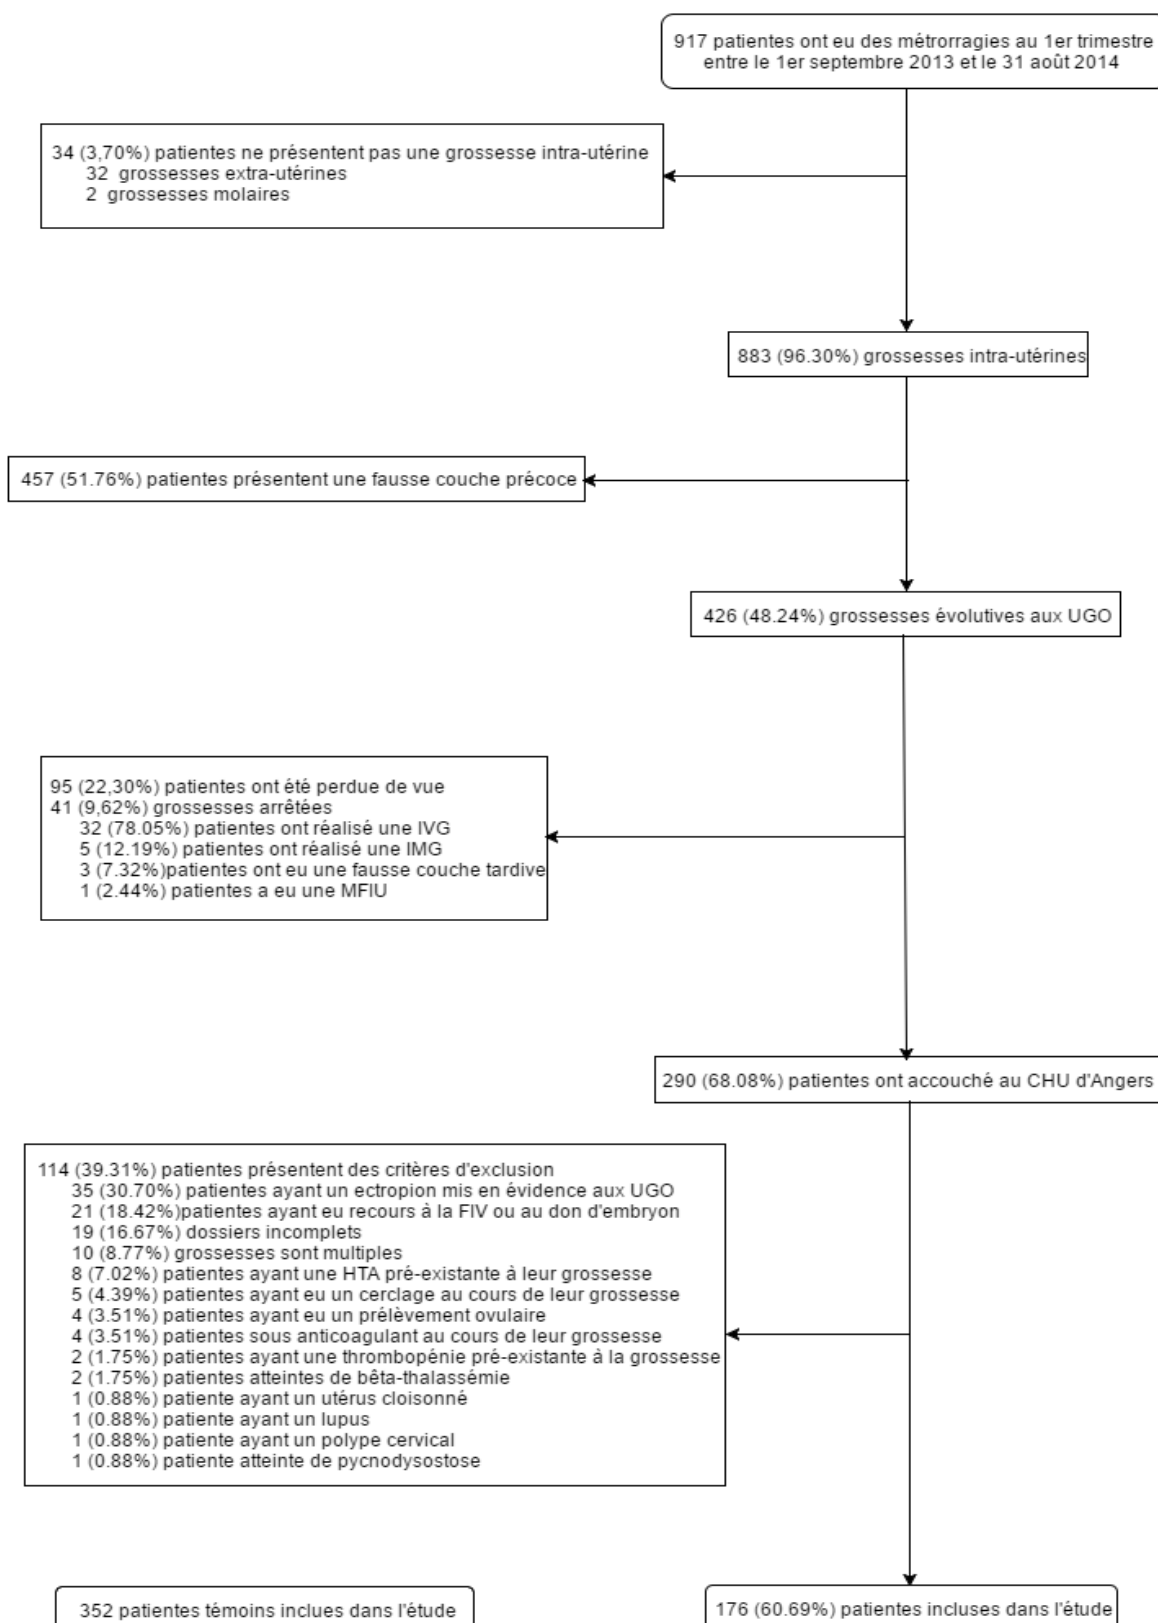 917 patientes ont eu des métrorragies au 1er trimestre
entre le 1er septembre 2013 et le 31 août 2014
34 (3,70%) patientes ne présentent pas une grossesse intra-utérine
32 grossesses extra-utérines
2 grossesses molaires
883 (96.30%) grossesses intra-utérines
457 (51.76%) patientes présentent une fausse couche précoce
426 (48.24%) grossesses évolutives aux UGO
95 (22,30%) patientes ont été perdue de vue
41 (9,62%) grossesses arrêtées
32 (78.05%) patientes ont réalisé une IVG
5 (12.19%) patientes ont réalisé une IMG
3 (7.32%)patientes ont eu une fausse couche tardive
1 (2.44%) patientes a eu une MFIU
290 (68.08%) patientes ont accouché au CHU d'Angers
114 (39.31%) patientes présentent des critères d'exclusion
35 (30.70%) patientes ayant un ectropion mis en évidence aux UGO
21 (18.42%)patientes ayant eu recours à la FIV ou au don d'embryon
19 (16.67%) dossiers incomplets
10 (8.77%) grossesses sont multiples
8 (7.02%) patientes ayant une HTA pré-existante à leur grossesse
5 (4.39%) patientes ayant eu un cerclage au cours de leur grossesse
4 (3.51%) patientes ayant eu un prélèvement ovulaire
4 (3.51%) patientes sous anticoagulant au cours de leur grossesse
2 (1.75%) patientes ayant une thrombopénie pré-existante à la grossesse
2 (1.75%) patientes atteintes de bêta-thalassémie
1 (0.88%) patiente ayant un utérus cloisonné
1 (0.88%) patiente ayant un lupus
1 (0.88%) patiente ayant un polype cervical
1 (0.88%) patiente atteinte de pycnodysostose
352 patientes témoins inclues dans l'étude
176 (60.69%) patientes incluses dans l'étude